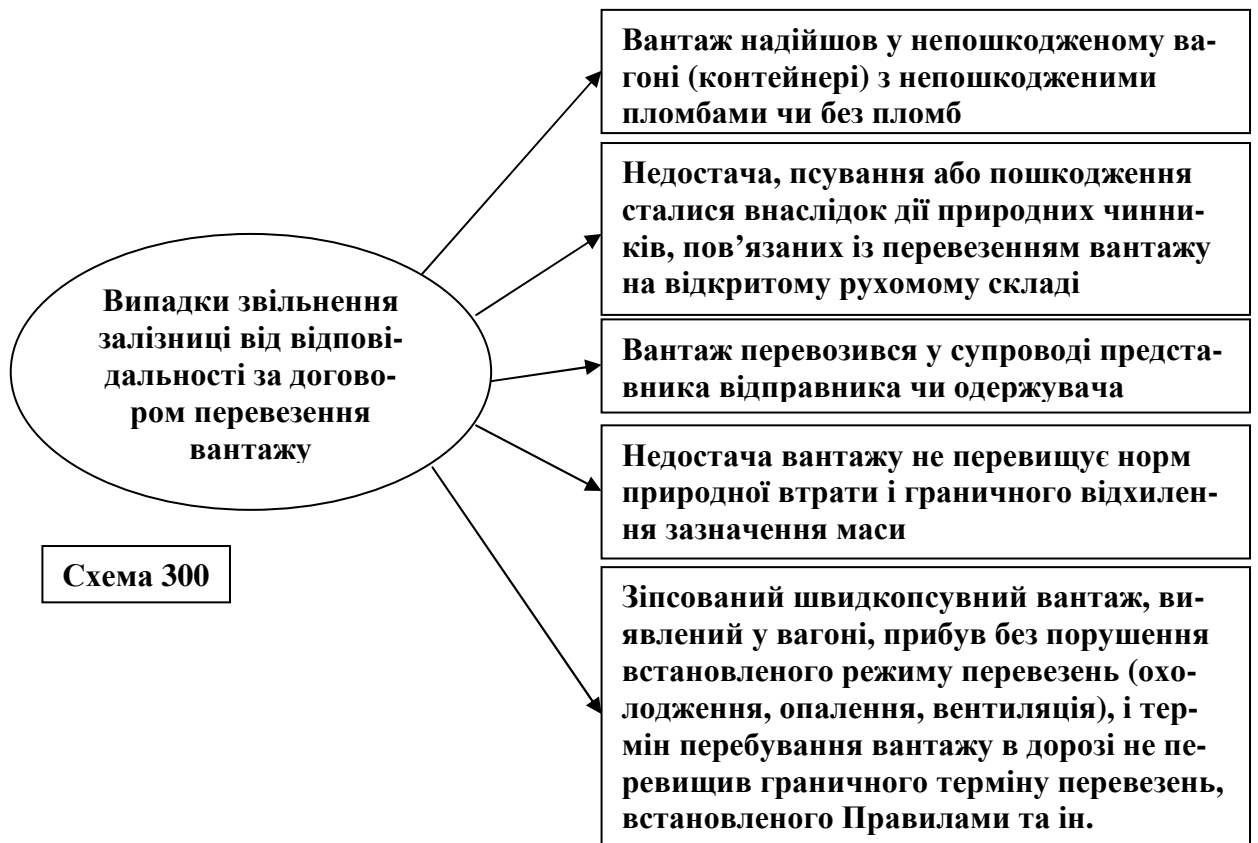 Вантаж надійшов у непошкодженому ва-
гоні (контейнері) з непошкодженими
пломбами чи без пломб
Недостача, псування або пошкодження
сталися внаслідок дії природних чинни-
ків, пов’язаних із перевезенням вантажу
на відкритому рухомому складі
Випадки звільнення
залізниці від відпові-
дальності за догово-
ром перевезення
вантажу
Вантаж перевозився у супроводі предста-
вника відправника чи одержувача
Недостача вантажу не перевищує норм
природної втрати і граничного відхилен-
ня зазначення маси
Схема 300
Зіпсований швидкопсувний вантаж, ви-
явлений у вагоні, прибув без порушення
встановленого режиму перевезень (охо-
лодження, опалення, вентиляція), і тер-
мін перебування вантажу в дорозі не пе-
ревищив граничного терміну перевезень,
встановленого Правилами та ін.